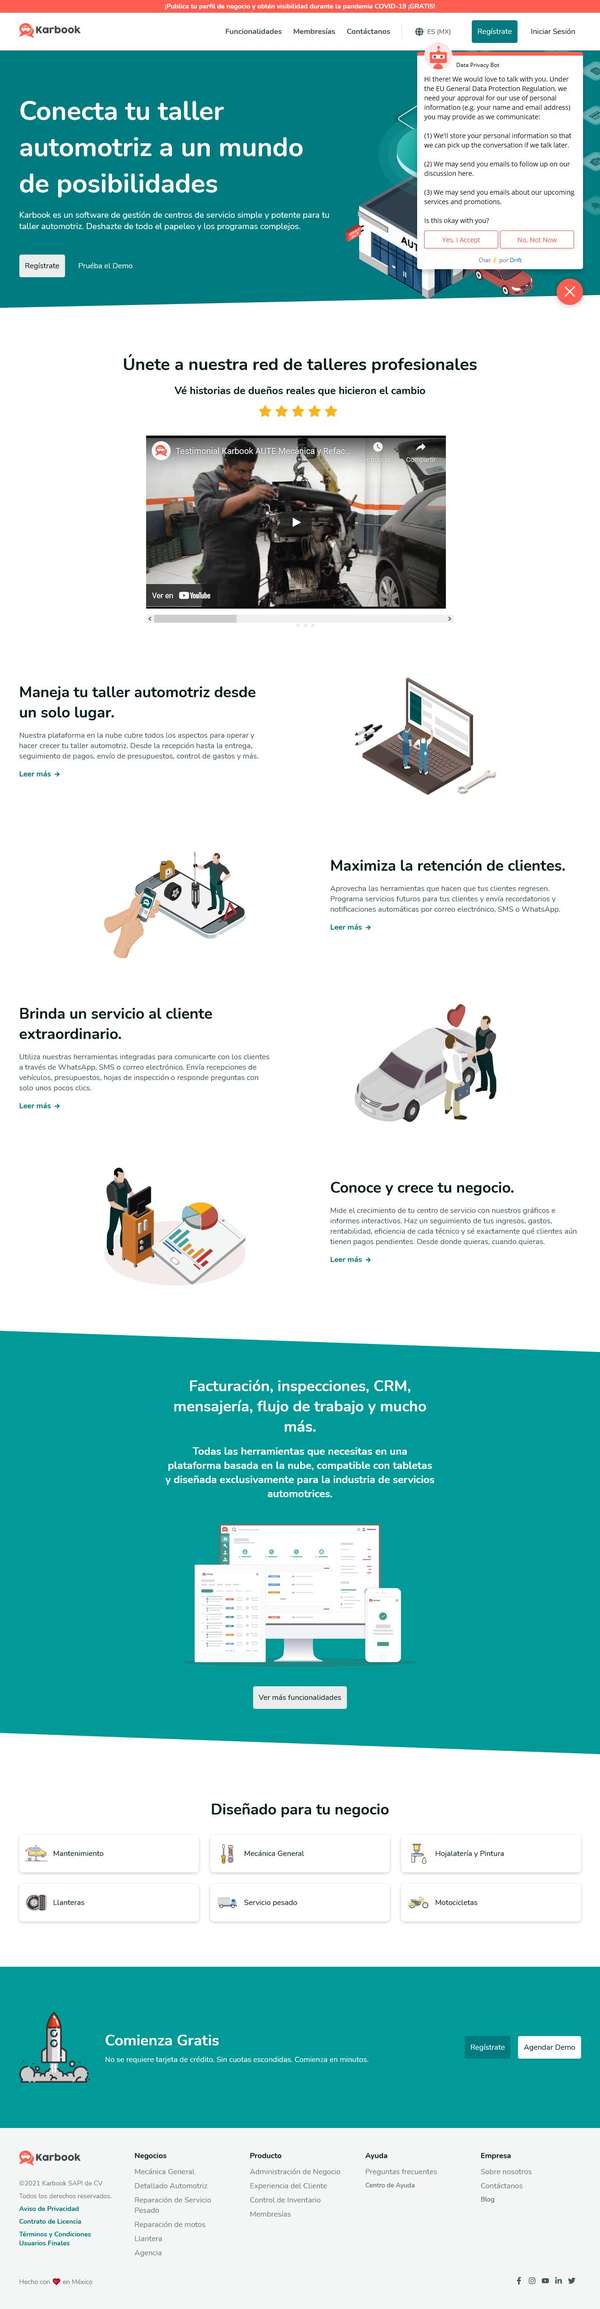 ¡Publica tu perfil de negocio y obtén visibilidad durante la pandemia COVID-19 ¡GRATIS!
Karbook
Funcionalidades
Membresías
Contáctanos
ES (MX)
Regístrate
Iniciar Sesión
Conecta tu taller
automotriz a un mundo
de posibilidades
Karbook es un software de gestión de centros de servicio simple y potente para tu
taller automotriz. Deshazte de todo el papeleo y los programas complejos.
Regístrate
Pruéba el Demo
Data Privacy Bot
Hi there! We would love to talk with you. Under
the EU General Data Protection Regulation, we
need your approval for our use of personal
information (e.g. your name and email address)
you may provide as we communicate:
(1) We'll store your personal information so that
we can pick up the conversation if we talk later.
(2) We may send you emails to follow up on our
discussion here.
(3) We may send you emails about our upcoming
services and promotions.
Is this okay with you?
Yes, I Accept
No, Not Now
Chat por Drift
Únete a nuestra red de talleres profesionales
Vé historias de dueños reales que hicieron el cambio
Testimonial Karbook AUTE Mecánica y Refac...
Compartir
Ver en YouTube
Maneja tu taller automotriz desde
un solo lugar.
Nuestra plataforma en la nube cubre todos los aspectos para operar y
hacer crecer tu taller automotriz. Desde la recepción hasta la entrega,
seguimiento de pagos, envío de presupuestos, control de gastos y más.
Leer más →
Maximiza la retención de clientes.
Aprovecha las herramientas que hacen que tus clientes regresen.
Programa servicios futuros para tus clientes y envía recordatorios y
notificaciones automáticas por correo electrónico, SMS o WhatsApp.
Leer más →
Brinda un servicio al cliente
extraordinario.
Utiliza nuestras herramientas integradas para comunicarte con los clientes
a través de WhatsApp, SMS o correo electrónico. Envía recepciones de
vehículos, presupuestos, hojas de inspección o responde preguntas con
solo unos pocos clics.
Leer más →
Conoce y crece tu negocio.
Mide el crecimiento de tu centro de servicio con nuestros gráficos e
informes interactivos. Haz un seguimiento de tus ingresos, gastos,
rentabilidad, eficiencia de cada técnico y sé exactamente qué clientes aún
tienen pagos pendientes. Desde donde quieras, cuando quieras.
Leer más →
Facturación, inspecciones, CRM,
mensajería, flujo de trabajo y mucho
más.
Todas las herramientas que necesitas en una
plataforma basada en la nube, compatible con tabletas
y diseñada exclusivamente para la industria de servicios
automotrices.
Ver más funcionalidades
Diseñado para tu negocio
Mantenimiento
Mecánica General
Hojalatería y Pintura
Llanteras
Servicio pesado
Motocicletas
Comienza Gratis
No se requiere tarjeta de crédito. Sin cuotas escondidas. Comienza en minutos.
Regístrate
Agendar Demo
Karbook
©2021 Karbook SAPI de CV
Todos los derechos reservados.
Aviso de Privacidad
Contrato de Licencia
Términos y Condiciones
Usuarios Finales
Negocios
Mecánica General
Detallado Automotriz
Reparación de Servicio
Pesado
Reparación de motos
Llantera
Agencia
Producto
Administración de Negocio
Experiencia del Cliente
Control de Inventario
Membresías
Ayuda
Preguntas frecuentes
Centro de Ayuda
Empresa
Sobre nosotros
Contáctanos
Blog
Hecho con ❤ en México